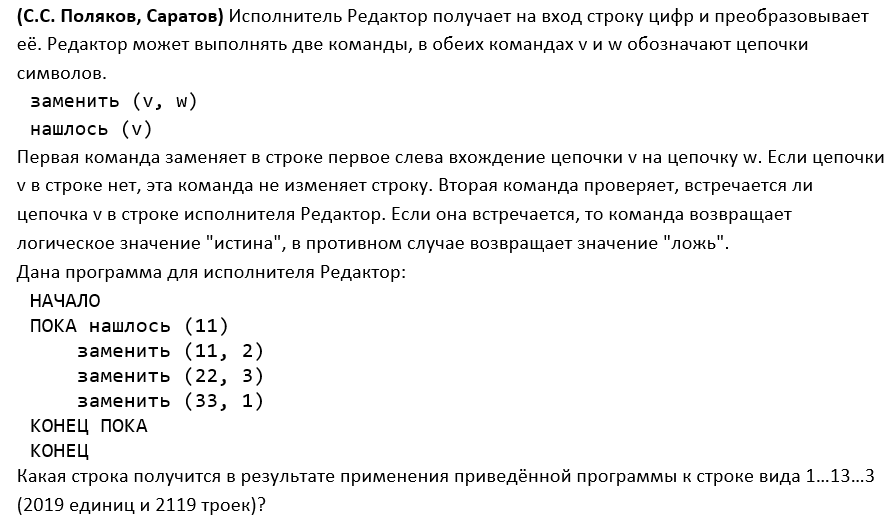 (С.С. Поляков, Саратов) Исполнитель Редактор получает на вход строку цифр и преобразовывает
её. Редактор может выполнять две команды, в обеих командах v и w обозначают цепочки
символов.
заменить (v, w)
нашлось (v)
Первая команда заменяет в строке первое слева вхождение цепочки v на цепочку w. Если цепочки
v в строке нет, эта команда не изменяет строку. Вторая команда проверяет, встречается ли
цепочка v в строке исполнителя Редактор. Если она встречается, то команда возвращает
логическое значение "истина", в противном случае возвращает значение "ложь".
Дана программа для исполнителя Редактор:
НАЧАЛО
ПОКА нашлось (11)
заменить (11, 2)
заменить (22, 3)
заменить (33, 1)
КОНЕЦ ПОКА
КОНЕЦ
Какая строка получится в результате применения приведённой программы к строке вида 1…13…3
(2019 единиц и 2119 троек)?